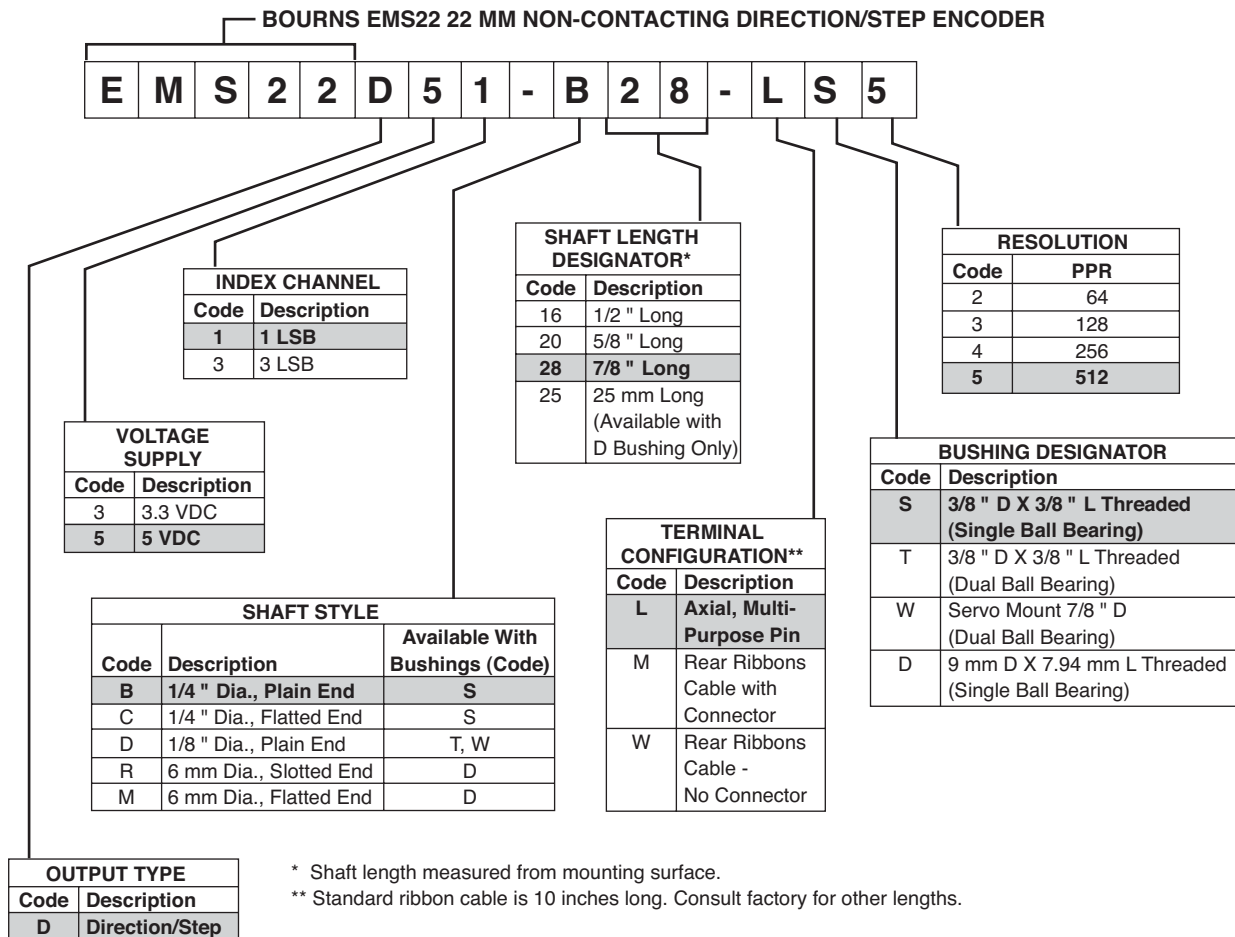 BOURNS EMS22 22 MM NON-CONTACTING DIRECTION/STEP ENCODER
E M S 2 2 D 5 1 - B 2 8 - L S 5
INDEX CHANNEL
Code Description
1 1 LSB
3 3 LSB
SHAFT LENGTH
DESIGNATOR*
Code Description
16 1/2 " Long
20 5/8 " Long
28 7/8 " Long
25 25 mm Long
(Available with
D Bushing Only)
RESOLUTION
Code PPR
2 64
3 128
4 256
5 512
VOLTAGE
SUPPLY
Code Description
3 3.3 VDC
5 5 VDC
BUSHING DESIGNATOR
Code Description
S 3/8 " D X 3/8 " L Threaded
(Single Ball Bearing)
T 3/8 " D X 3/8 " L Threaded
(Dual Ball Bearing)
W Servo Mount 7/8 " D
(Dual Ball Bearing)
D 9 mm D X 7.94 mm L Threaded
(Single Ball Bearing)
TERMINAL
CONFIGURATION**
Code Description
L Axial, Multi-
Purpose Pin
M Rear Ribbons
Cable with
Connector
W Rear Ribbons
Cable -
No Connector
SHAFT STYLE
Available With
Code Description Bushings (Code)
B 1/4 " Dia., Plain End S
C 1/4 " Dia., Flatted End S
D 1/8 " Dia., Plain End T, W
R 6 mm Dia., Slotted End D
M 6 mm Dia., Flatted End D
OUTPUT TYPE
Code Description
D Direction/Step
* Shaft length measured from mounting surface.
** Standard ribbon cable is 10 inches long. Consult factory for other lengths.